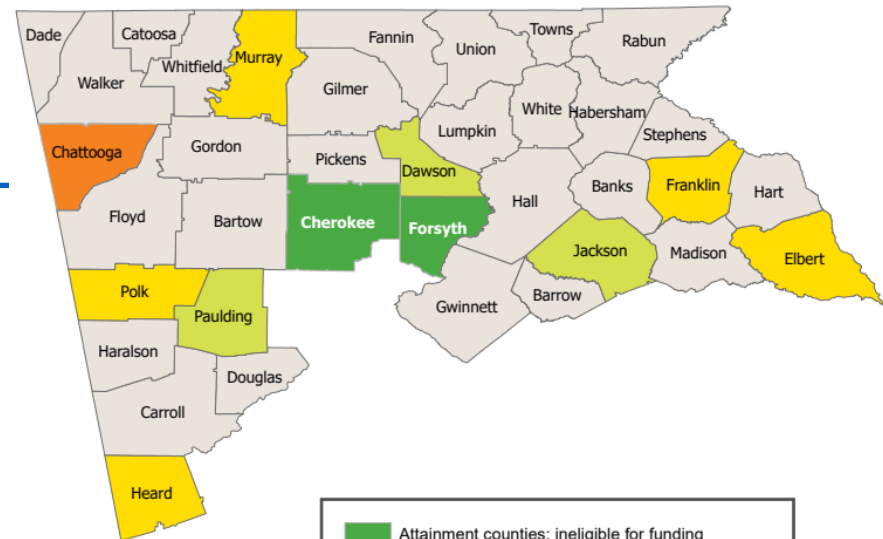 Dade
Catoosa
Fannin
Towns
Union
Rabun
Whitfield
Murray
Walker
Gilmer
White
Habersham
Lumpkin
Stephens
Chattooga
Gordon
Pickens
Dawson
Banks
Franklin
Hart
Hall
Floyd
Bartow
Cherokee
Forsyth
Jackson
Madison
Elbert
Polk
Barrow
Gwinnett
Paulding
Haralson
Douglas
Carroll
Heard
Attainment counties: ineligible for funding